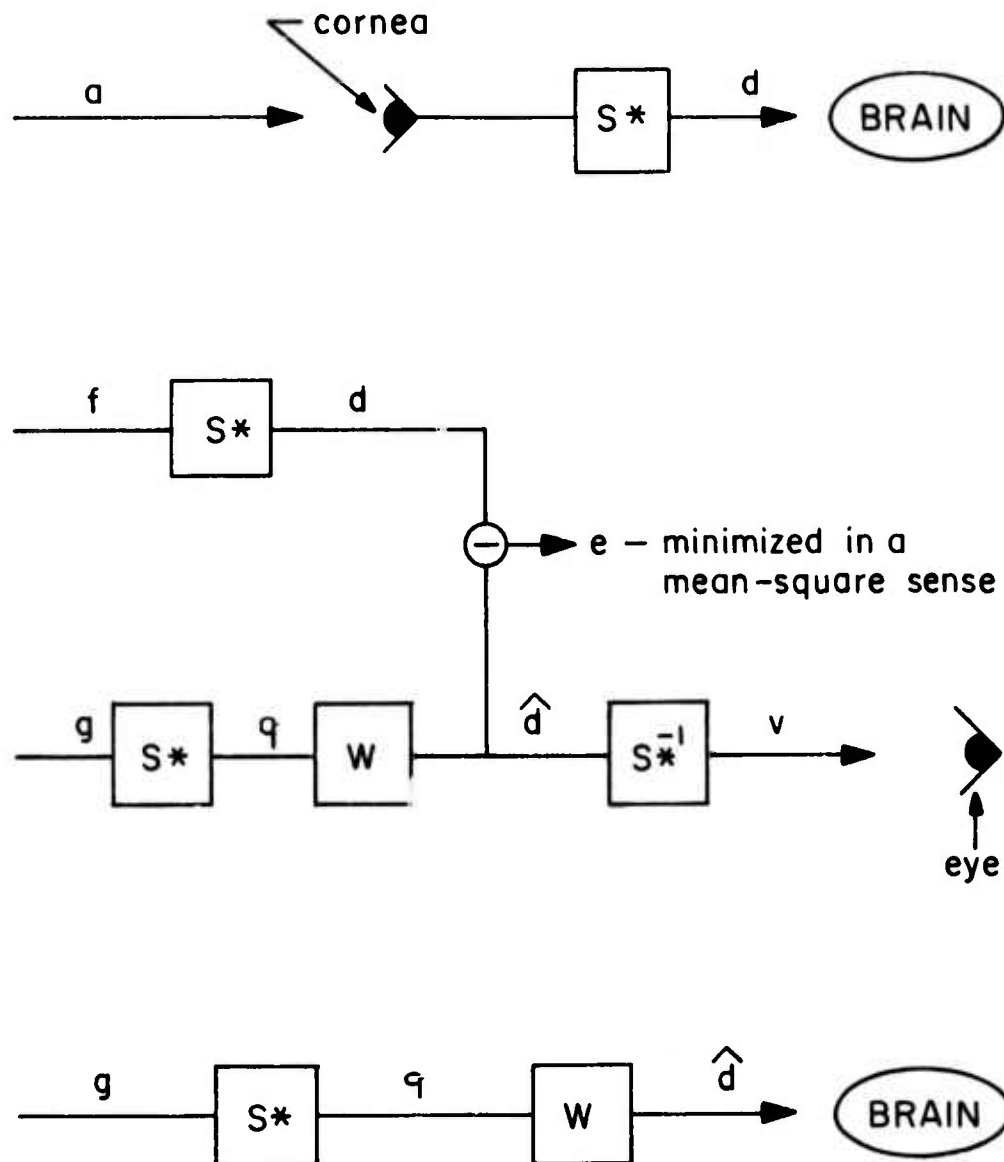 cornea
a
S*
d
BRAIN
f
S*
d
−
e – minimized in a
mean-square sense
g
S*
q
W
d̂
S*⁻¹
v
eye
g
S*
q
W
d̂
BRAIN